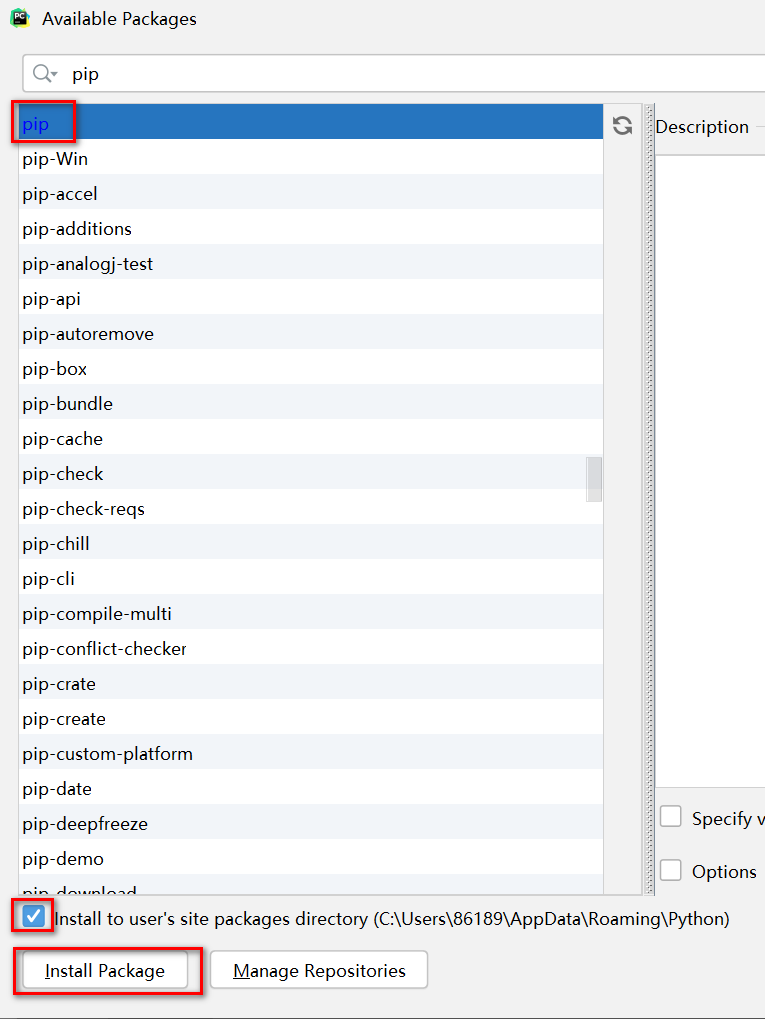 Available Packages
pip
pip
Description
pip-Win
pip-accel
pip-additions
pip-analogj-test
pip-api
pip-autoremove
pip-box
pip-bundle
pip-cache
pip-check
pip-check-reqs
pip-chill
pip-cli
pip-compile-multi
pip-conflict-checker
pip-crate
pip-create
pip-custom-platform
pip-date
pip-deepfreeze
pip-demo
pip-download
Specify v
Options
Install to user's site packages directory (C:\Users\86189\AppData\Roaming\Python)
Install Package
Manage Repositories